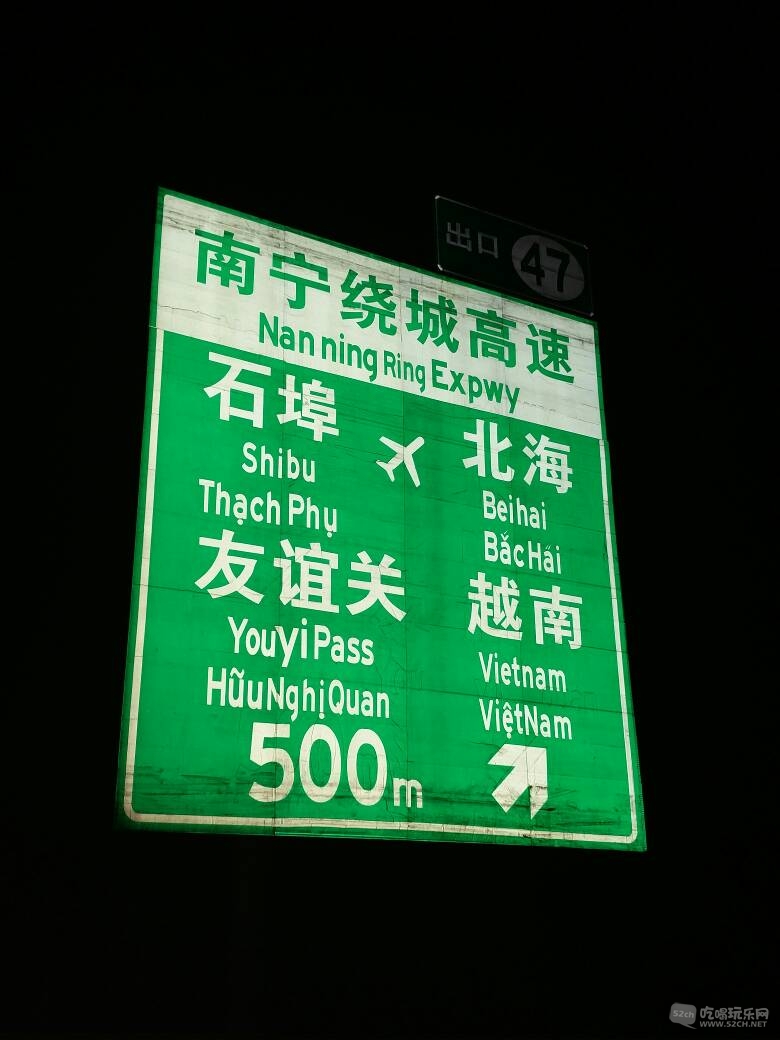 出口 47
南宁绕城高速
Nanning Ring Expwy
石埠
Shibu
Thạch Phụ
北海
Beihai
Bắc Hải
友谊关
Youyi Pass
Hữu Nghị Quan
越南
Vietnam
Việt Nam
500m
52ch 吃喝玩乐网
WWW.52CH.NET